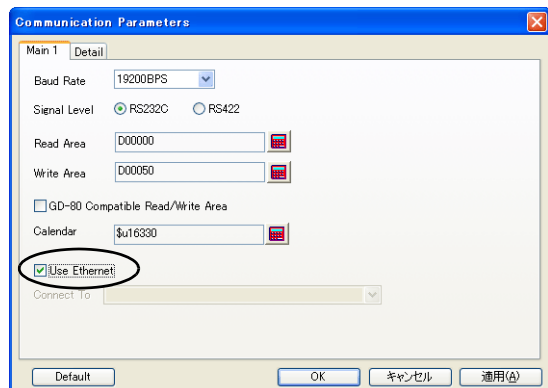 Communication Parameters
Main 1 Detail
Baud Rate 19200BPS
Signal Level RS232C RS422
Read Area D00000
Write Area D00050
GD-80 Compatible Read/Write Area
Calendar $u16330
Use Ethernet
Connect To
Default OK キャンセル 適用(A)